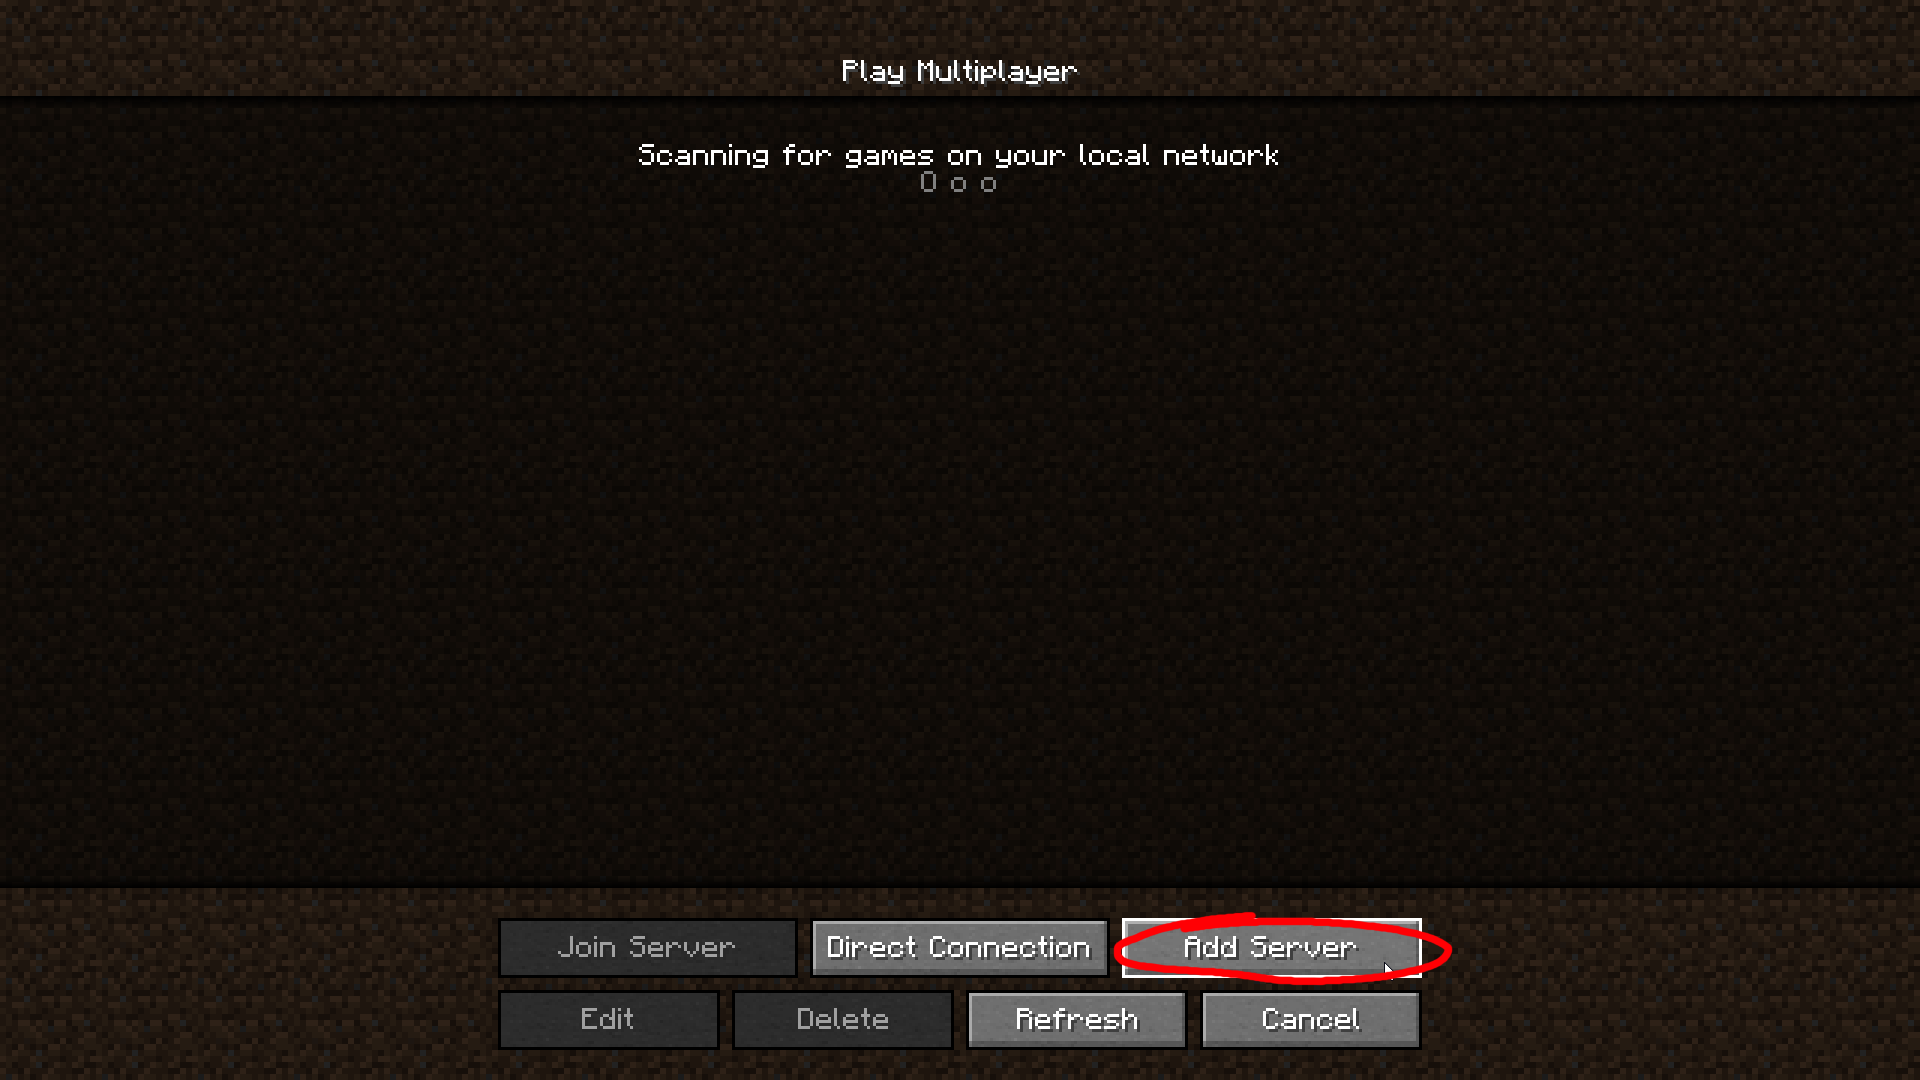 Play Multiplayer
Scanning for games on your local network
O o o
Join Server
Direct Connection
Add Server
Edit
Delete
Refresh
Cancel